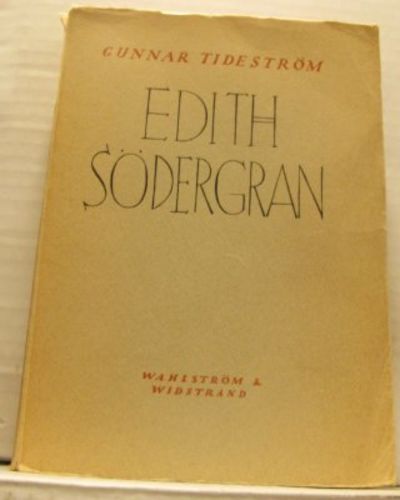 GUNNAR TIDESTRÖM
EDITH
SÖDERGRAN
WAHLSTRÖM &
WIDSTRAND